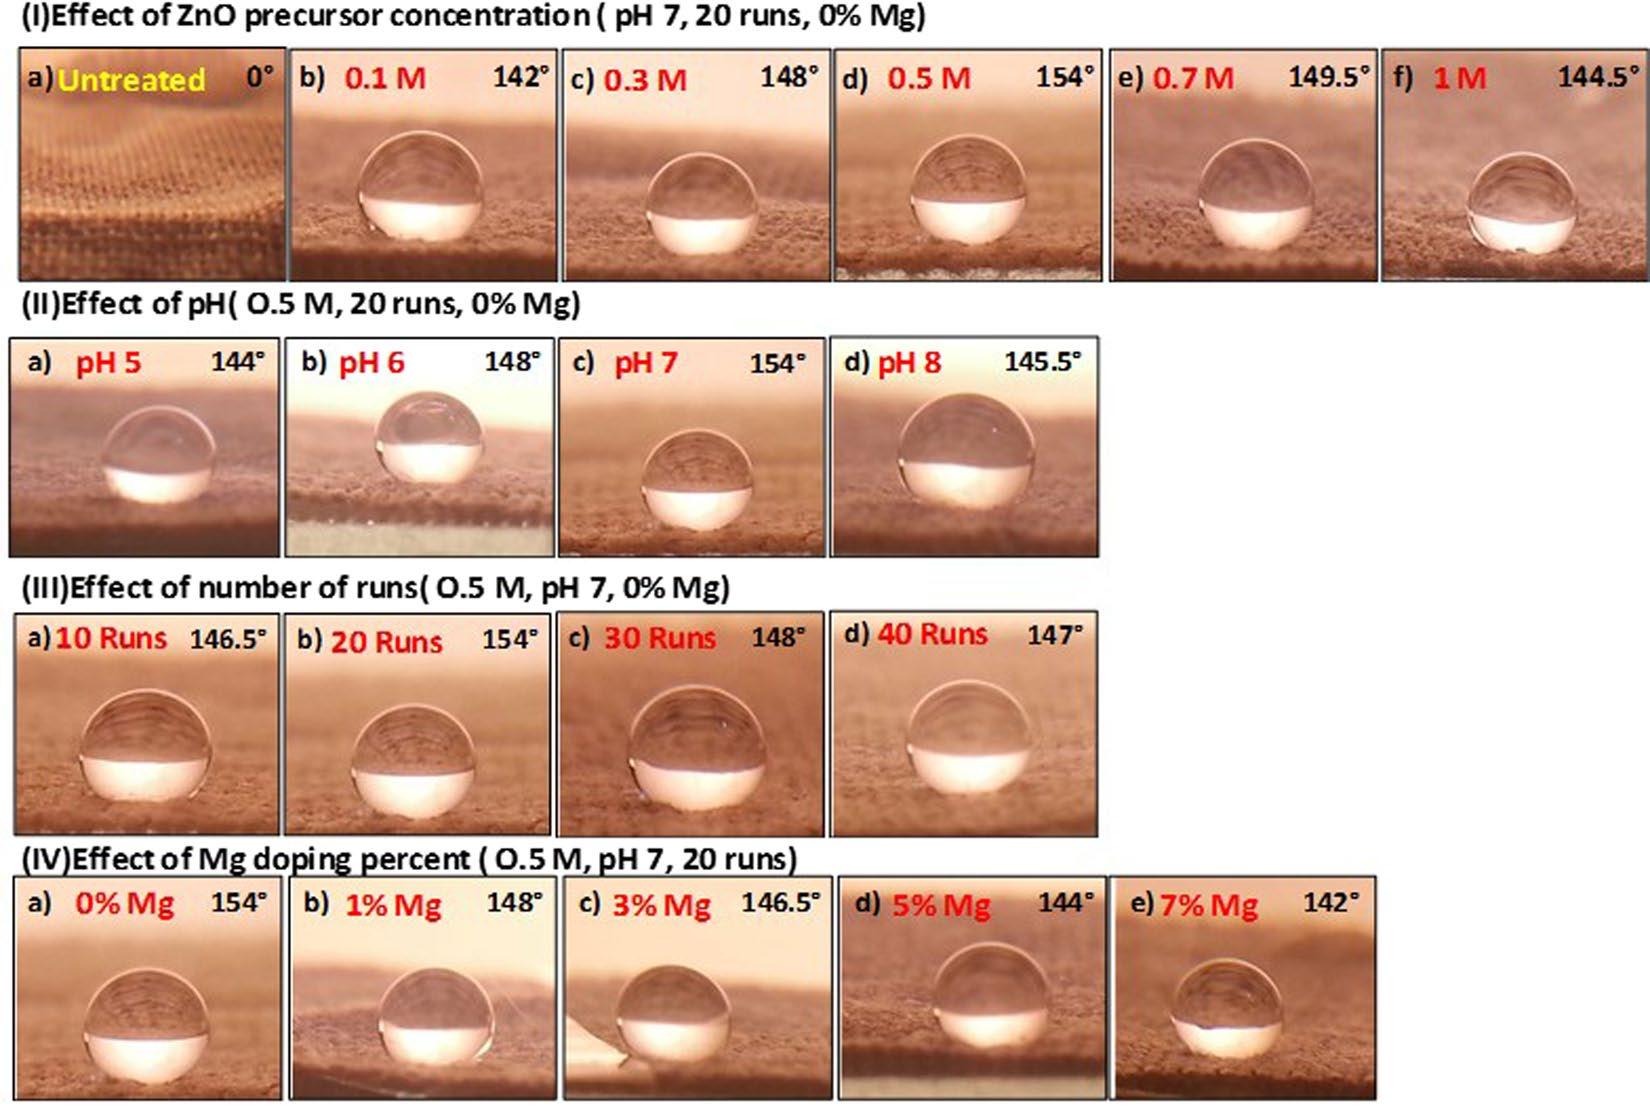 (I)Effect of ZnO precursor concentration ( pH 7, 20 runs, 0% Mg)
a) Untreated 0° b) 0.1 M 142° c) 0.3 M 148° d) 0.5 M 154° e) 0.7 M 149.5° f) 1 M 144.5°
(II)Effect of pH( O.5 M, 20 runs, 0% Mg)
a) pH 5 144° b) pH 6 148° c) pH 7 154° d) pH 8 145.5°
(III)Effect of number of runs( O.5 M, pH 7, 0% Mg)
a) 10 Runs 146.5° b) 20 Runs 154° c) 30 Runs 148° d) 40 Runs 147°
(IV)Effect of Mg doping percent ( O.5 M, pH 7, 20 runs)
a) 0% Mg 154° b) 1% Mg 148° c) 3% Mg 146.5° d) 5% Mg 144° e) 7% Mg 142°